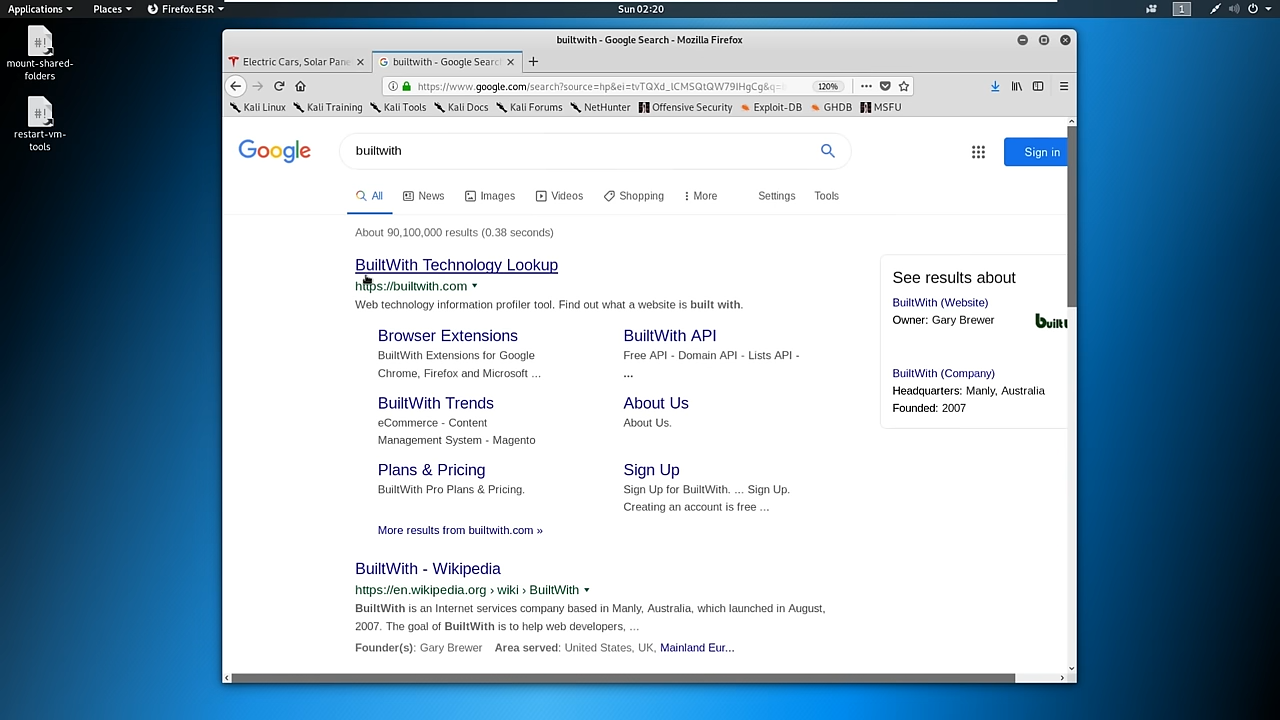 Applications
Places
Firefox ESR
Sun 02:20
1
mount-shared-folders
restart-vm-tools
builtwith - Google Search - Mozilla Firefox
Electric Cars, Solar Pane
builtwith - Google Searc
https://www.google.com/search?source=hp&ei=tvTQXd_ICMSQtQW79IHgCg&q=
120%
Kali Linux
Kali Training
Kali Tools
Kali Docs
Kali Forums
NetHunter
Offensive Security
Exploit-DB
GHDB
MSFU
Google
builtwith
Sign in
All
News
Images
Videos
Shopping
More
Settings
Tools
About 90,100,000 results (0.38 seconds)
BuiltWith Technology Lookup
https://builtwith.com
Web technology information profiler tool. Find out what a website is built with.
Browser Extensions
BuiltWith Extensions for Google
Chrome, Firefox and Microsoft ...
BuiltWith API
Free API - Domain API - Lists API -
...
BuiltWith Trends
eCommerce - Content
Management System - Magento
About Us
About Us.
Plans & Pricing
BuiltWith Pro Plans & Pricing.
Sign Up
Sign Up for BuiltWith. ... Sign Up.
Creating an account is free ...
More results from builtwith.com »
BuiltWith - Wikipedia
https://en.wikipedia.org › wiki › BuiltWith
BuiltWith is an Internet services company based in Manly, Australia, which launched in August,
2007. The goal of BuiltWith is to help web developers, ...
Founder(s): Gary Brewer Area served: United States, UK, Mainland Eur...
See results about
BuiltWith (Website)
Owner: Gary Brewer
built
BuiltWith (Company)
Headquarters: Manly, Australia
Founded: 2007